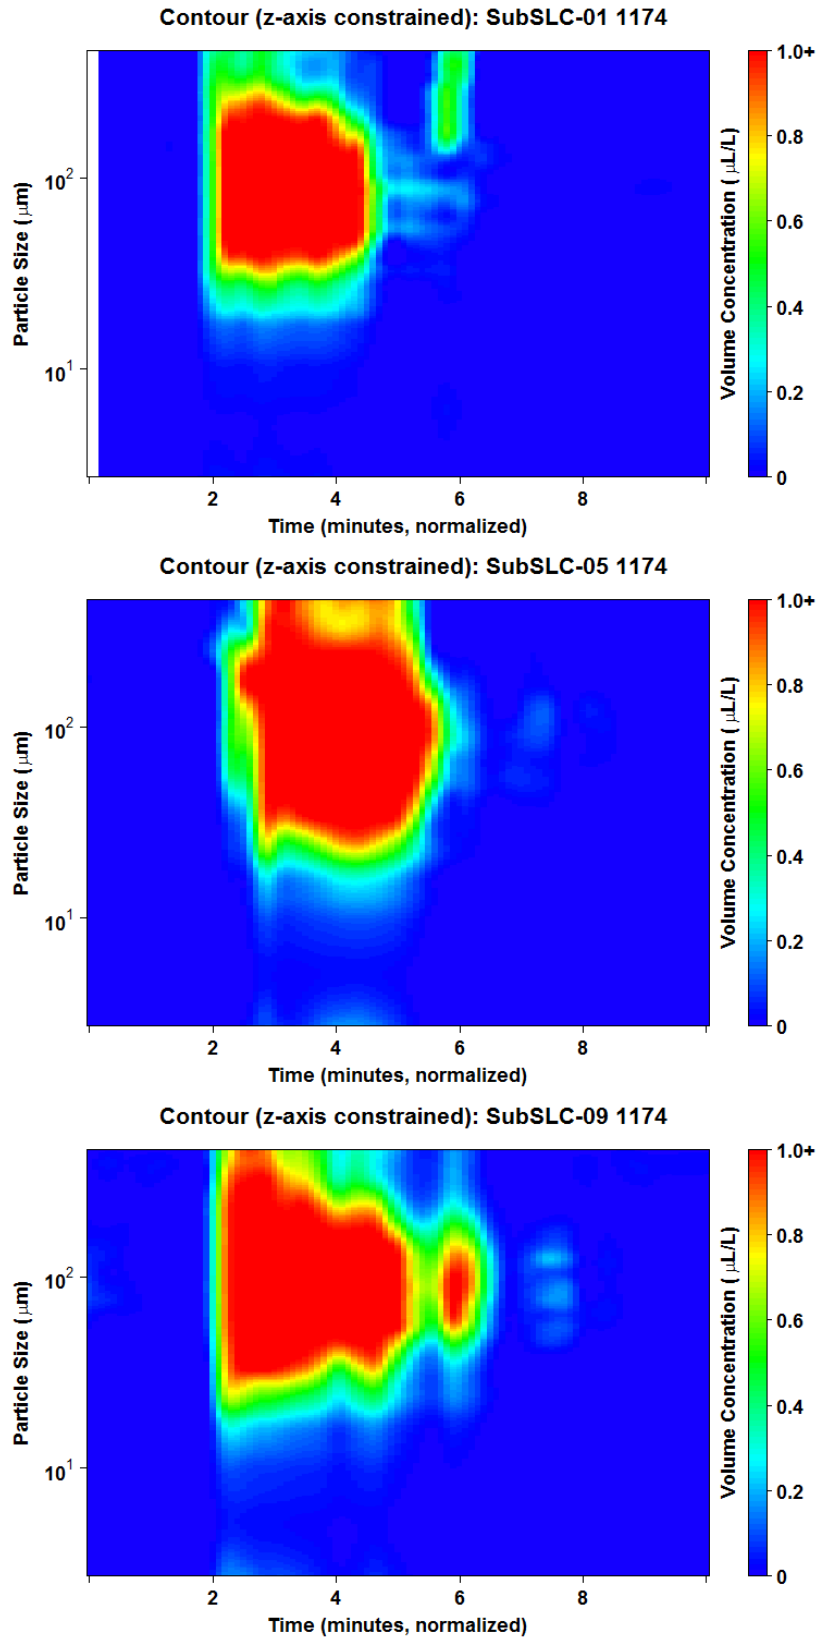 Contour (z-axis constrained): SubSLC-01 1174
1.0+
0.8
0.6
0.4
0.2
0
Volume Concentration ( μL/L)
Particle Size (μm)
10²
10¹
2 4 6 8
Time (minutes, normalized)
Contour (z-axis constrained): SubSLC-05 1174
1.0+
0.8
0.6
0.4
0.2
0
Volume Concentration ( μL/L)
Particle Size (μm)
10²
10¹
2 4 6 8
Time (minutes, normalized)
Contour (z-axis constrained): SubSLC-09 1174
1.0+
0.8
0.6
0.4
0.2
0
Volume Concentration ( μL/L)
Particle Size (μm)
10²
10¹
2 4 6 8
Time (minutes, normalized)